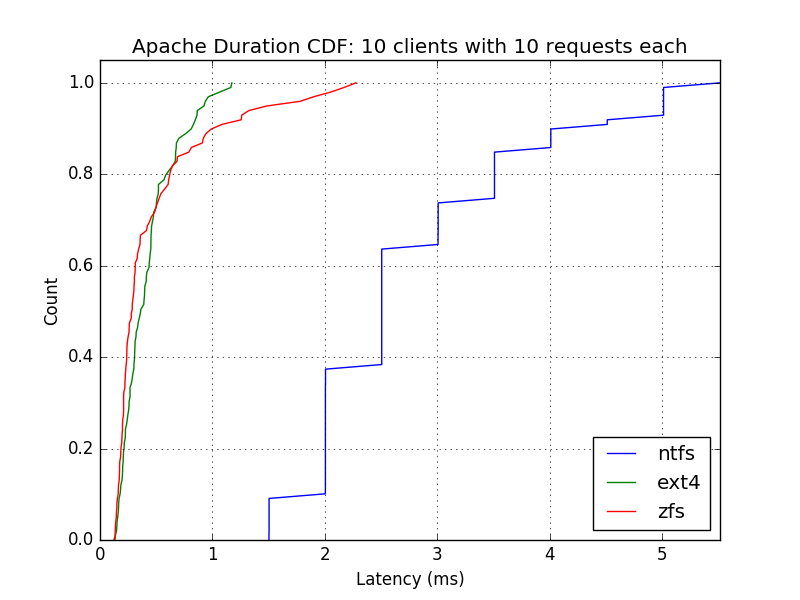 Apache Duration CDF: 10 clients with 10 requests each
1.0
0.8
0.6
0.4
0.2
0.0
Count
0 1 2 3 4 5
Latency (ms)
ntfs
ext4
zfs